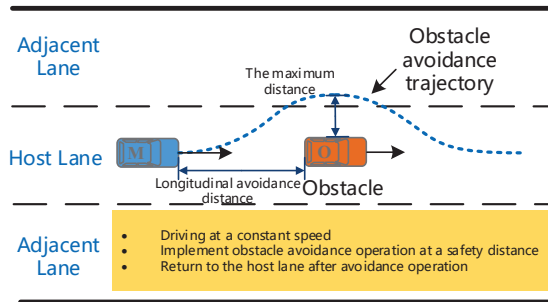 Adjacent
Lane
Obstacle
avoidance
trajectory
The maximum
distance
Host Lane
M
O
Longitudinal avoidance
distance
Obstacle
Adjacent
Lane
• Driving at a constant speed
• Implement obstacle avoidance operation at a safety distance
• Return to the host lane after avoidance operation